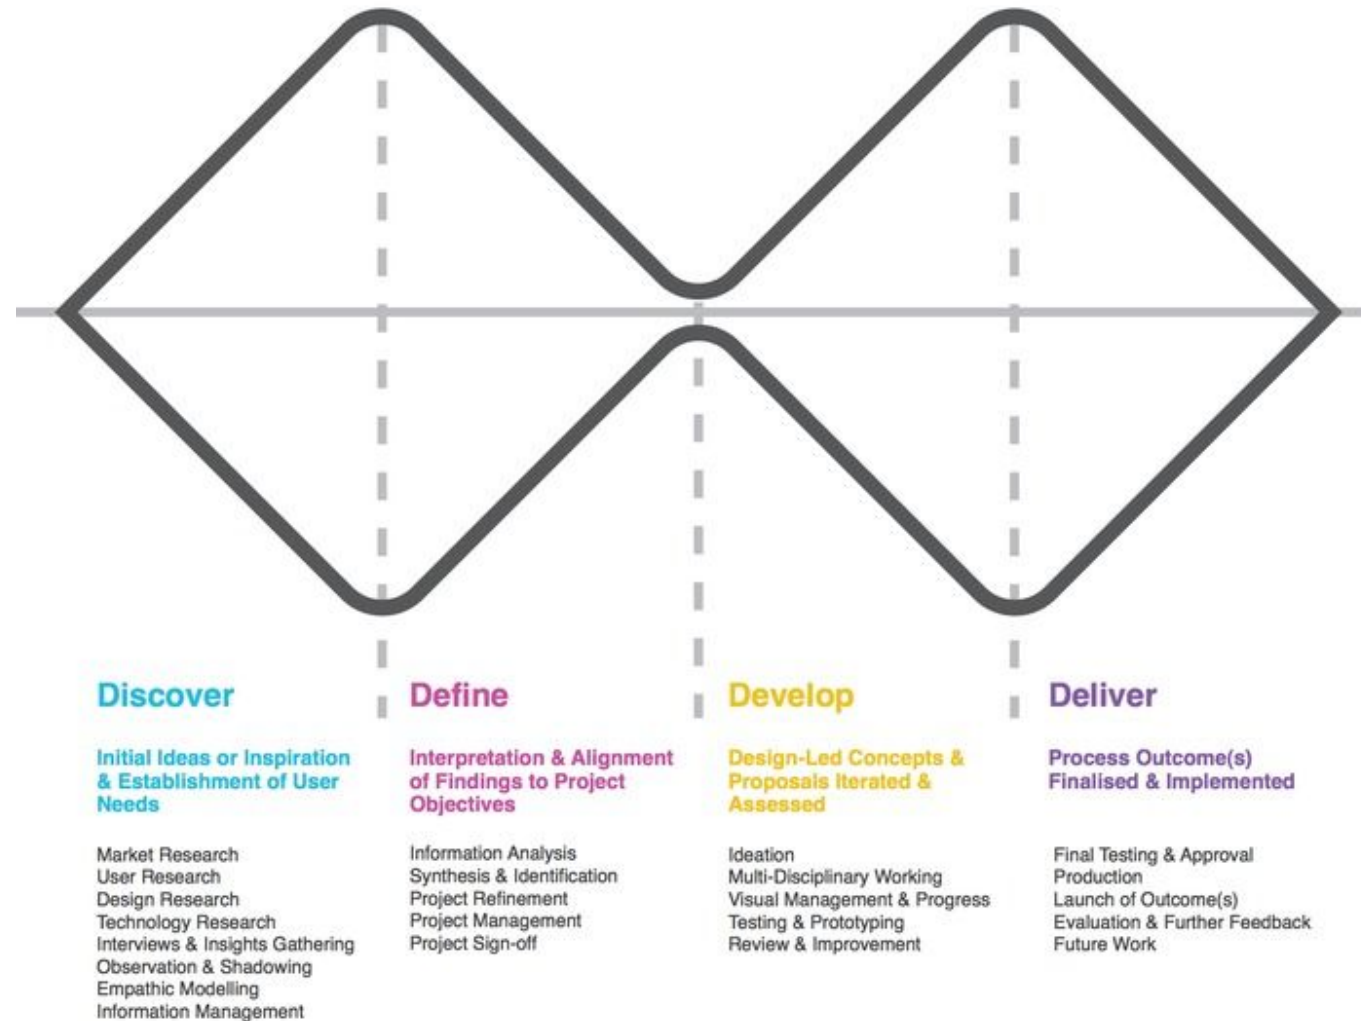 Discover
Initial Ideas or Inspiration
& Establishment of User
Needs
Market Research
User Research
Design Research
Technology Research
Interviews & Insights Gathering
Observation & Shadowing
Empathic Modelling
Information Management
Define
Interpretation & Alignment
of Findings to Project
Objectives
Information Analysis
Synthesis & Identification
Project Refinement
Project Management
Project Sign-off
Develop
Design-Led Concepts &
Proposals Iterated &
Assessed
Ideation
Multi-Disciplinary Working
Visual Management & Progress
Testing & Prototyping
Review & Improvement
Deliver
Process Outcome(s)
Finalised & Implemented
Final Testing & Approval
Production
Launch of Outcome(s)
Evaluation & Further Feedback
Future Work